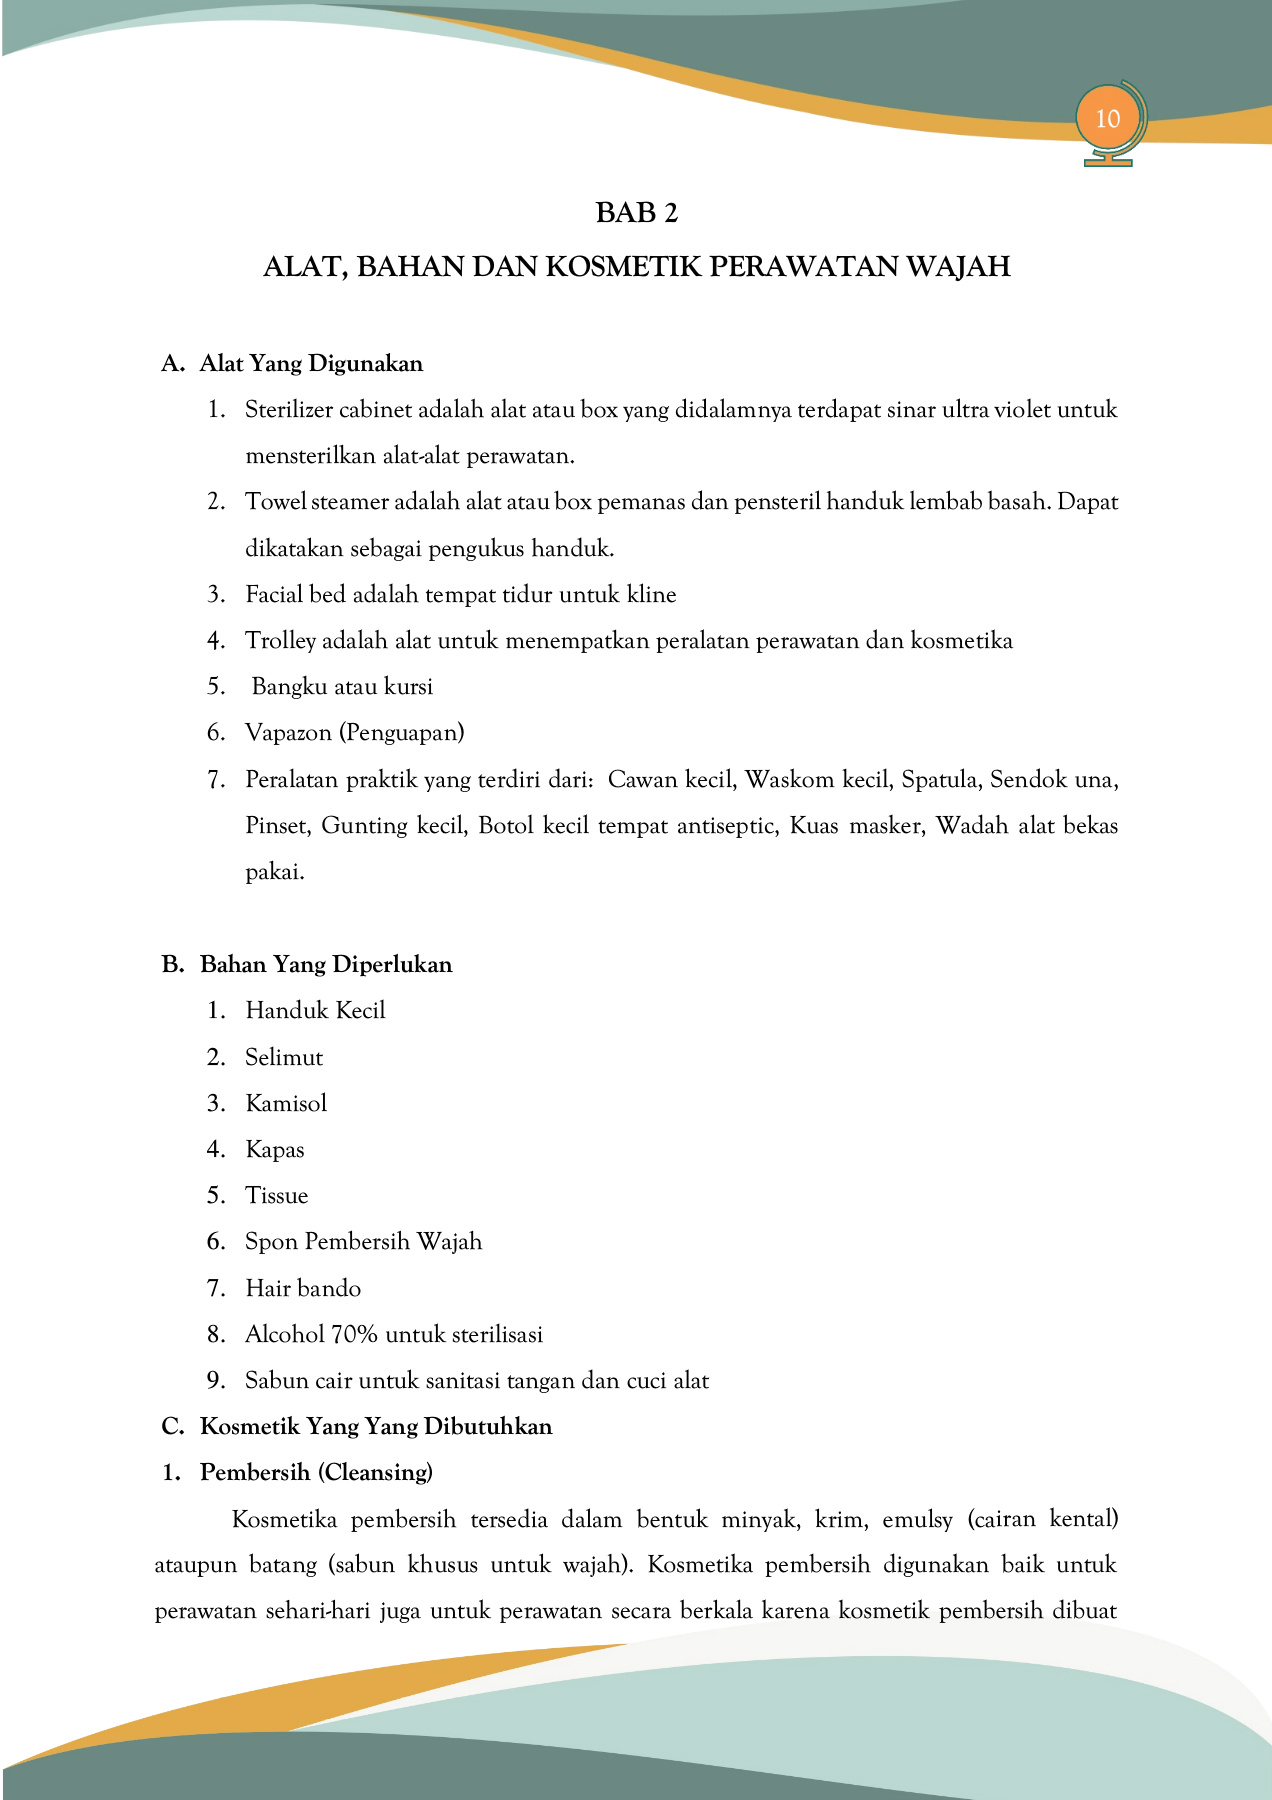 10
BAB 2
ALAT, BAHAN DAN KOSMETIK PERAWATAN WAJAH
A. Alat Yang Digunakan
1. Sterilizer cabinet adalah alat atau box yang didalamnya terdapat sinar ultra violet untuk
mensterilkan alat-alat perawatan.
2. Towel steamer adalah alat atau box pemanas dan pensteril handuk lembab basah. Dapat
dikatakan sebagai pengukus handuk.
3. Facial bed adalah tempat tidur untuk kline
4. Trolley adalah alat untuk menempatkan peralatan perawatan dan kosmetika
5. Bangku atau kursi
6. Vapazon (Penguapan)
7. Peralatan praktik yang terdiri dari: Cawan kecil, Waskom kecil, Spatula, Sendok una,
Pinset, Gunting kecil, Botol kecil tempat antiseptic, Kuas masker, Wadah alat bekas
pakai.
B. Bahan Yang Diperlukan
1. Handuk Kecil
2. Selimut
3. Kamisol
4. Kapas
5. Tissue
6. Spon Pembersih Wajah
7. Hair bando
8. Alcohol 70% untuk sterilisasi
9. Sabun cair untuk sanitasi tangan dan cuci alat
C. Kosmetik Yang Yang Dibutuhkan
1. Pembersih (Cleansing)
Kosmetika pembersih tersedia dalam bentuk minyak, krim, emulsy (cairan kental)
ataupun batang (sabun khusus untuk wajah). Kosmetika pembersih digunakan baik untuk
perawatan sehari-hari juga untuk perawatan secara berkala karena kosmetik pembersih dibuat